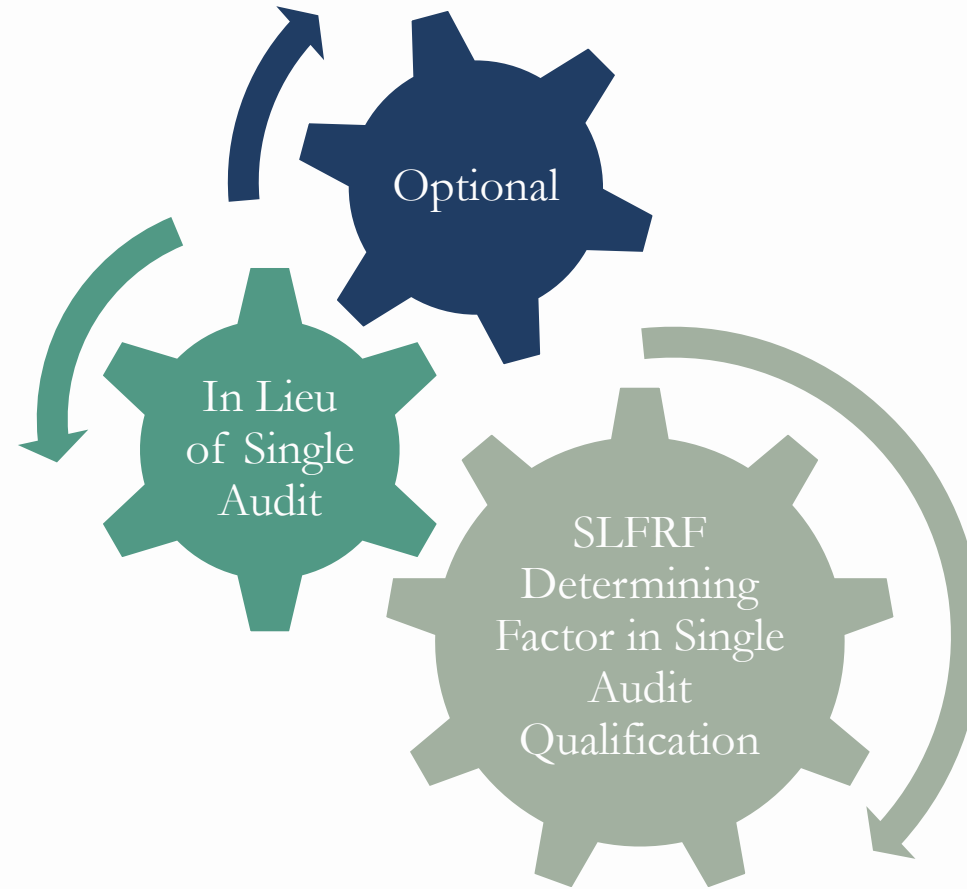 Optional
In Lieu
of Single
Audit
SLFRF
Determining
Factor in Single
Audit
Qualification